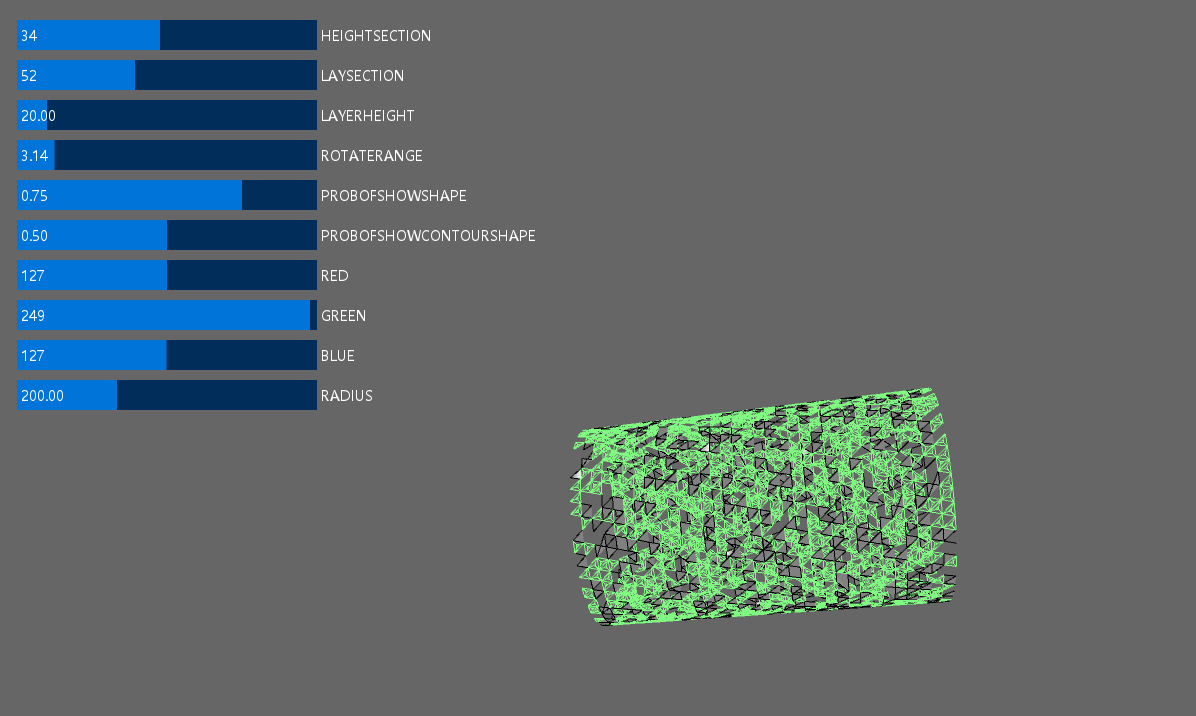 34 HEIGHTSECTION
52 LAYSECTION
20.00 LAYERHEIGHT
3.14 ROTATERANGE
0.75 PROBOFSHOWSHAPE
0.50 PROBOFSHOWCONTOURSHAPE
127 RED
249 GREEN
127 BLUE
200.00 RADIUS